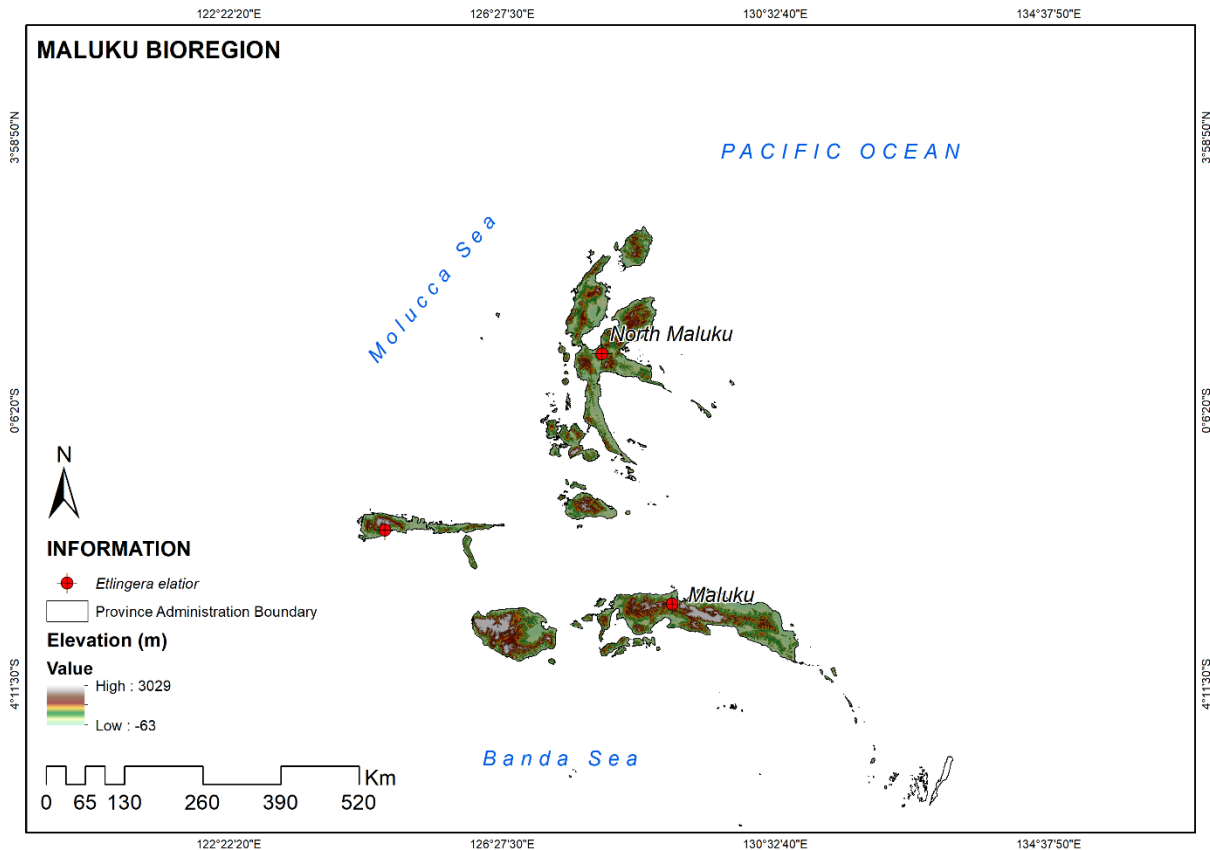 122°22'20"E 126°27'30"E 130°32'40"E 134°37'50"E
MALUKU BIOREGION
3°58'50"N
3°58'50"N
PACIFIC OCEAN
Molucca Sea
North Maluku
0°6'20"S
0°6'20"S
N
INFORMATION
Etlingera elatior
Province Administration Boundary
Elevation (m)
Value
High : 3029
Low : -63
Maluku
4°11'30"S
4°11'30"S
Banda Sea
Km
0 65 130 260 390 520
122°22'20"E 126°27'30"E 130°32'40"E 134°37'50"E